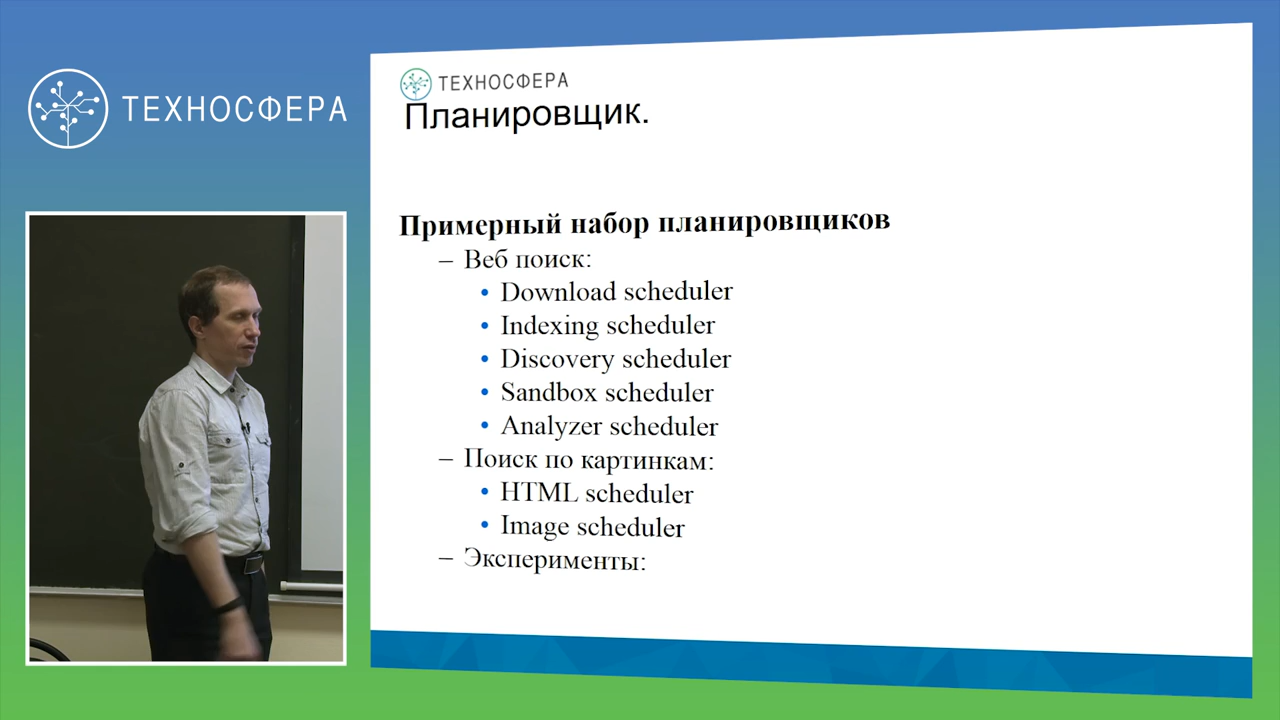 ТЕХНОСФЕРА
ТЕХНОСФЕРА
Планировщик.
Примерный набор планировщиков
– Веб поиск:
• Download scheduler
• Indexing scheduler
• Discovery scheduler
• Sandbox scheduler
• Analyzer scheduler
– Поиск по картинкам:
• HTML scheduler
• Image scheduler
– Эксперименты: